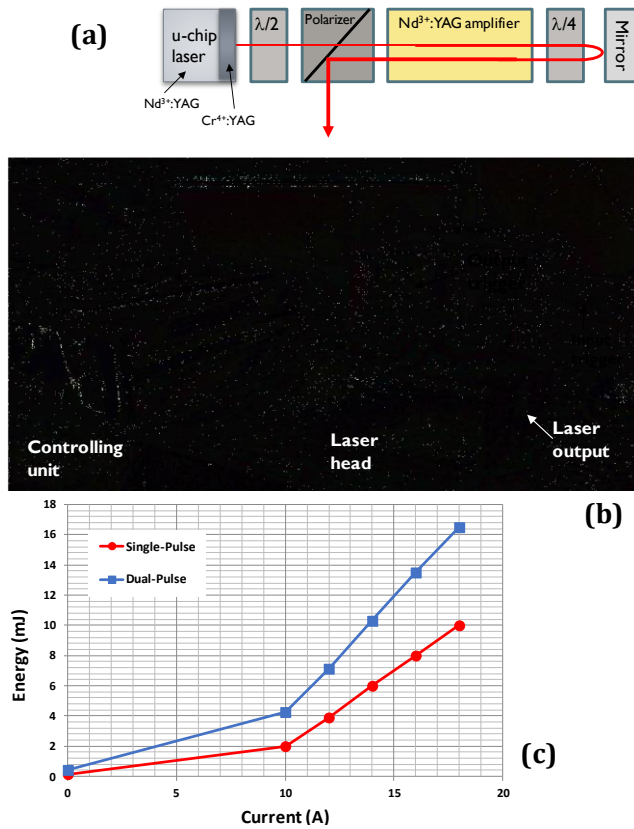 (a)
u-chip
laser
λ/2
Polarizer
Nd³⁺:YAG amplifier
λ/4
Mirror
Nd³⁺:YAG
Cr⁴⁺:YAG
Controlling
unit
Laser
head
Laser
output
(b)
18
16
14
12
10
8
6
4
2
0
Energy (mJ)
Single-Pulse
Dual-Pulse
0 5 10 15 20
Current (A)
(c)